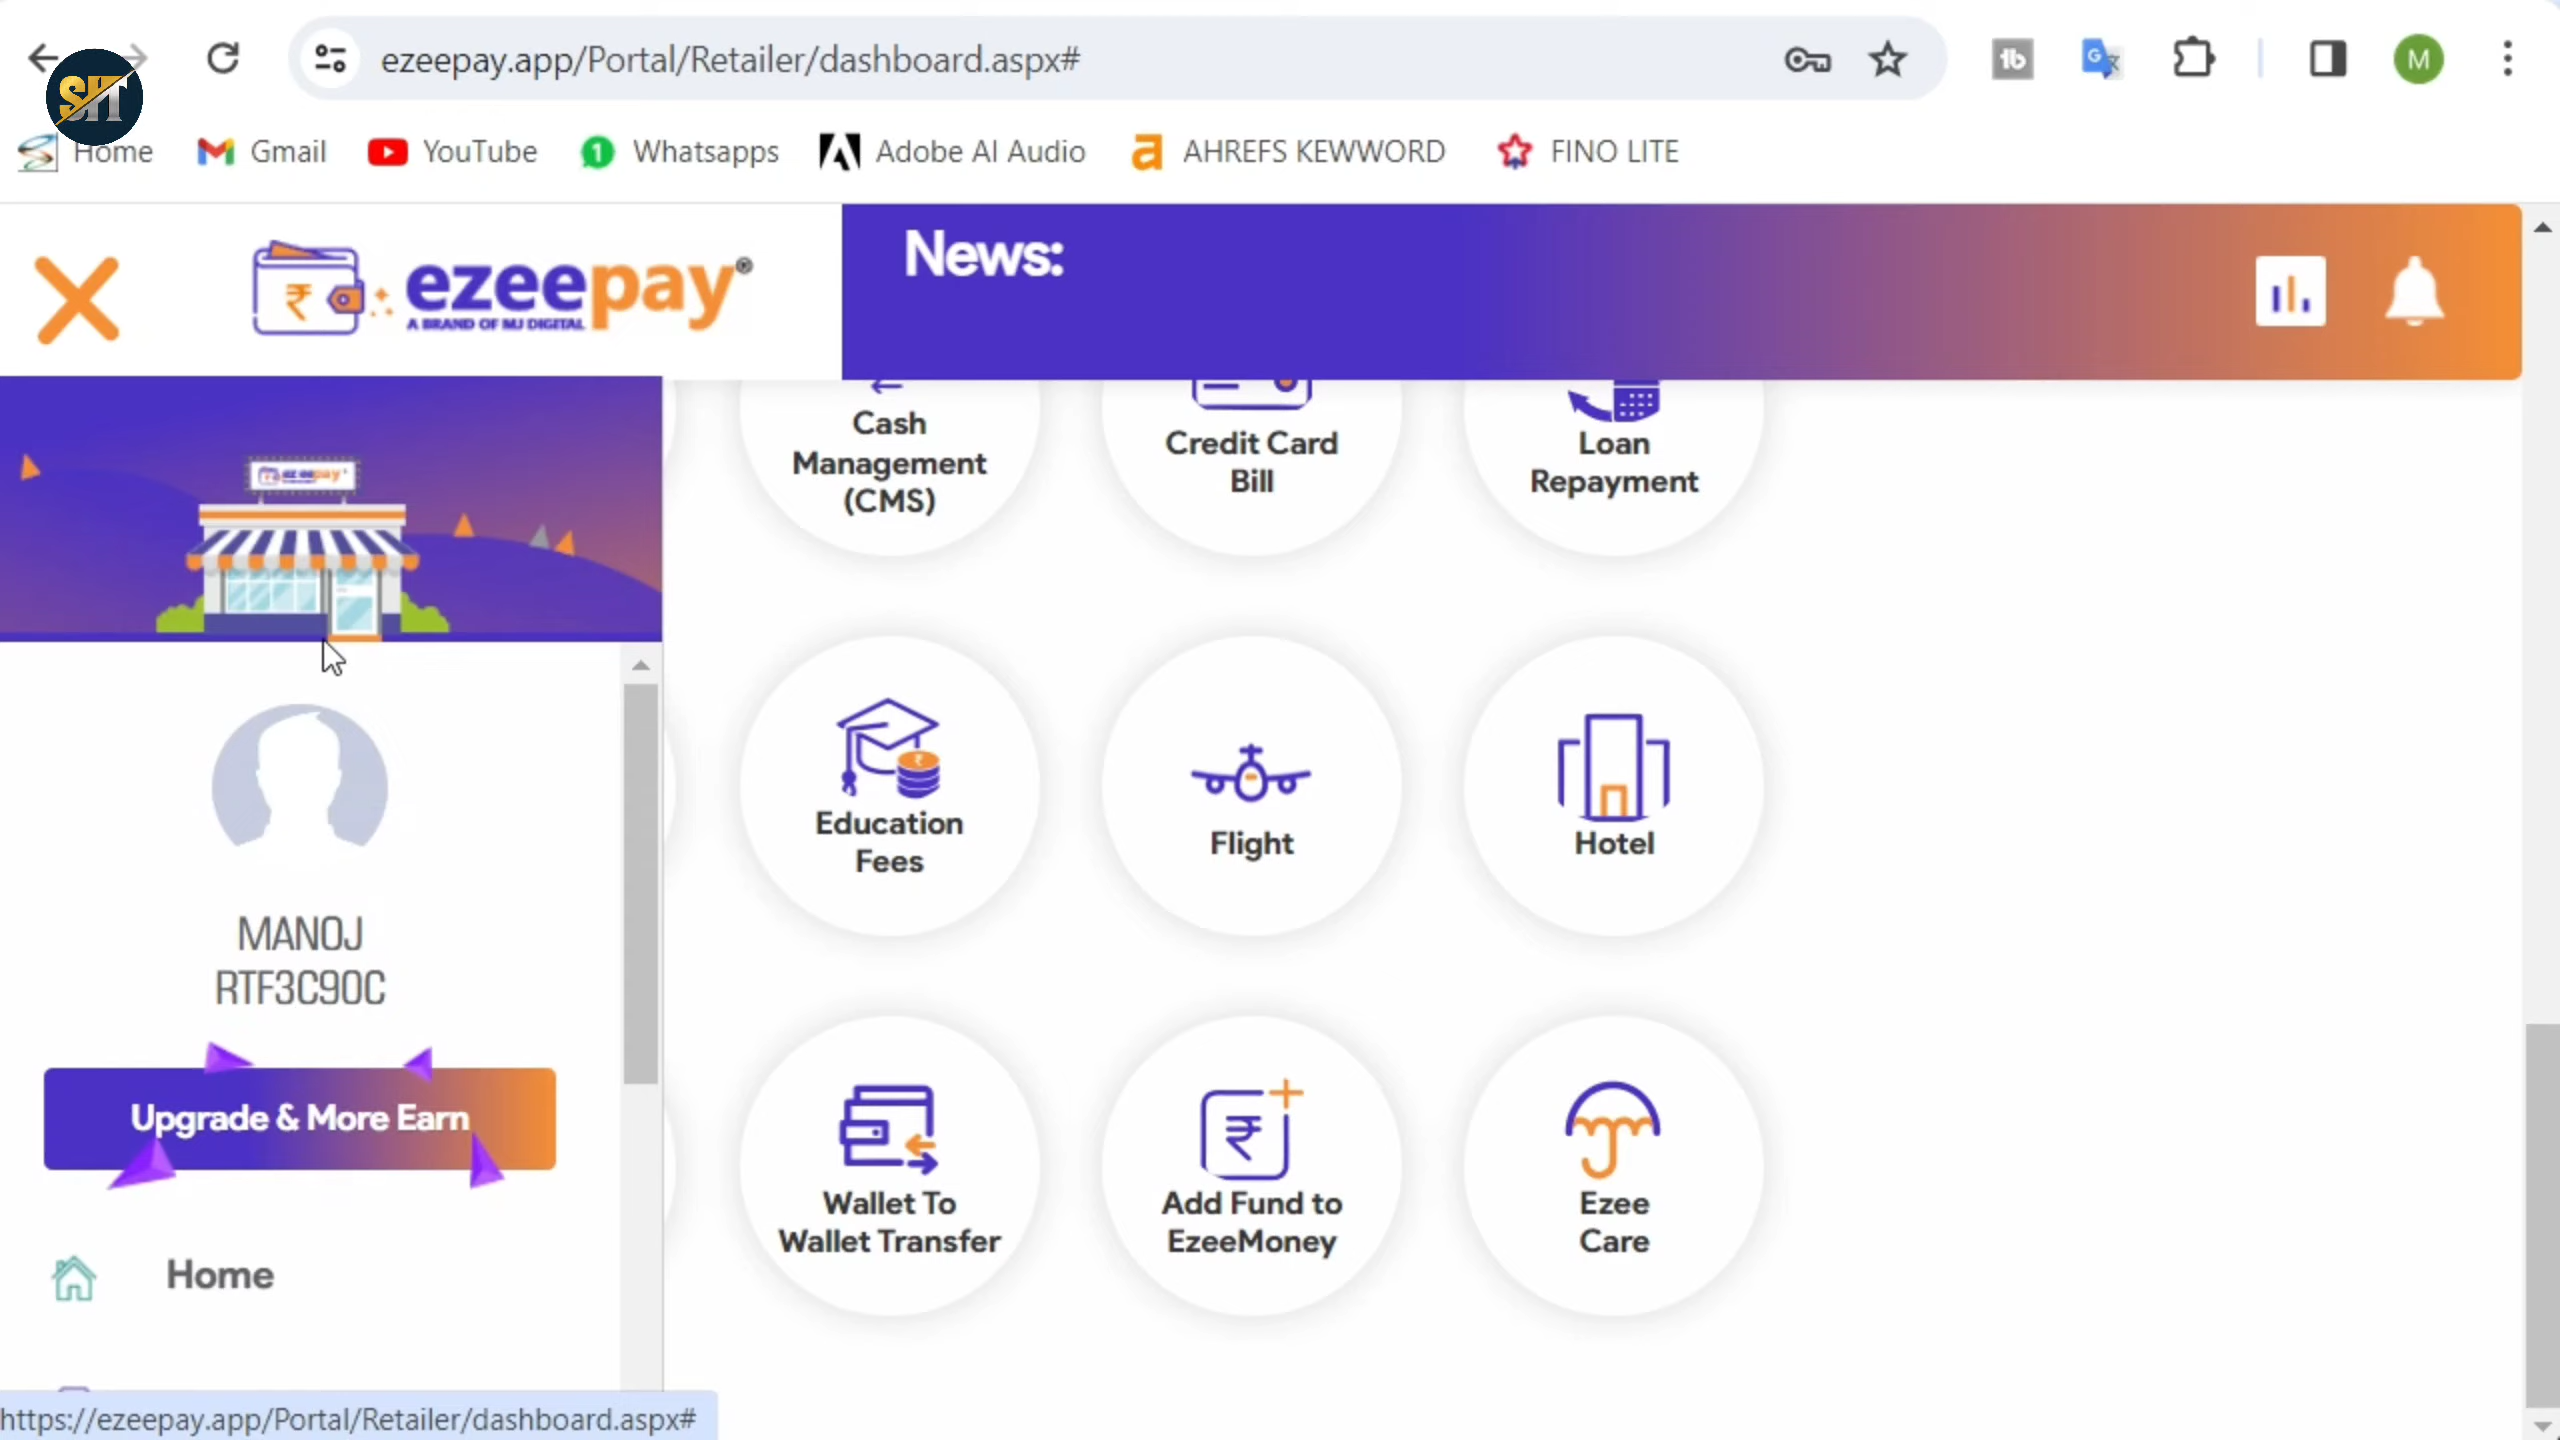 ezeepay.app/Portal/Retailer/dashboard.aspx#
M
SHT
Home
Gmail
YouTube
Whatsapps
Adobe AI Audio
AHREFS KEWWORD
FINO LITE
ezeepay®
A BRAND OF MJ DIGITAL
News:
ezeepay
Cash
Management
(CMS)
Credit Card
Bill
Loan
Repayment
Education
Fees
Flight
Hotel
MANOJ
RTF3C90C
Upgrade & More Earn
Wallet To
Wallet Transfer
Add Fund to
EzeeMoney
Ezee
Care
Home
https://ezeepay.app/Portal/Retailer/dashboard.aspx#